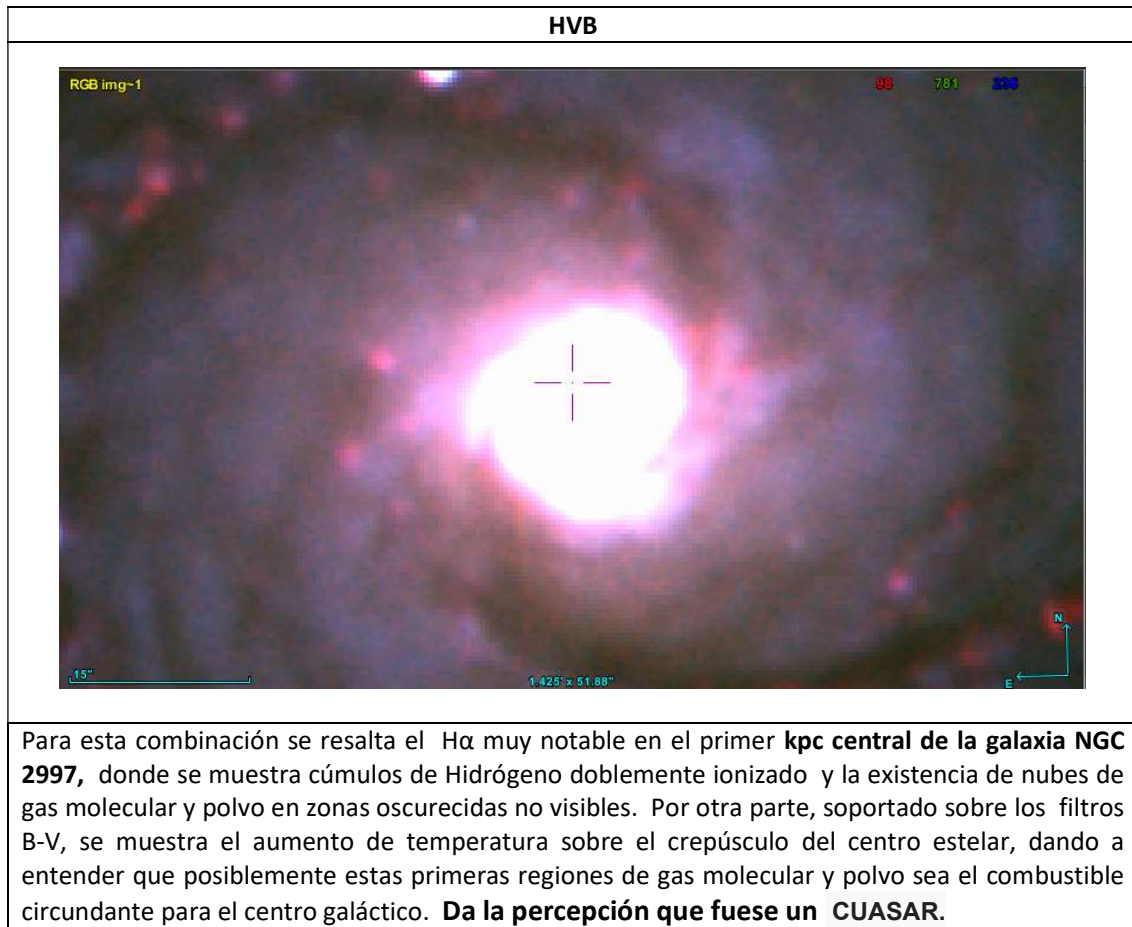 HVB
RGB img~1
98 781 236
15"
1.425' x 51.88"
N
E
Para esta combinación se resalta el Hα muy notable en el primer kpc central de la galaxia NGC
2997, donde se muestra cúmulos de Hidrógeno doblemente ionizado y la existencia de nubes de
gas molecular y polvo en zonas oscurecidas no visibles. Por otra parte, soportado sobre los filtros
B-V, se muestra el aumento de temperatura sobre el crepúsculo del centro estelar, dando a
entender que posiblemente estas primeras regiones de gas molecular y polvo sea el combustible
circundante para el centro galáctico. Da la percepción que fuese un CUASAR.